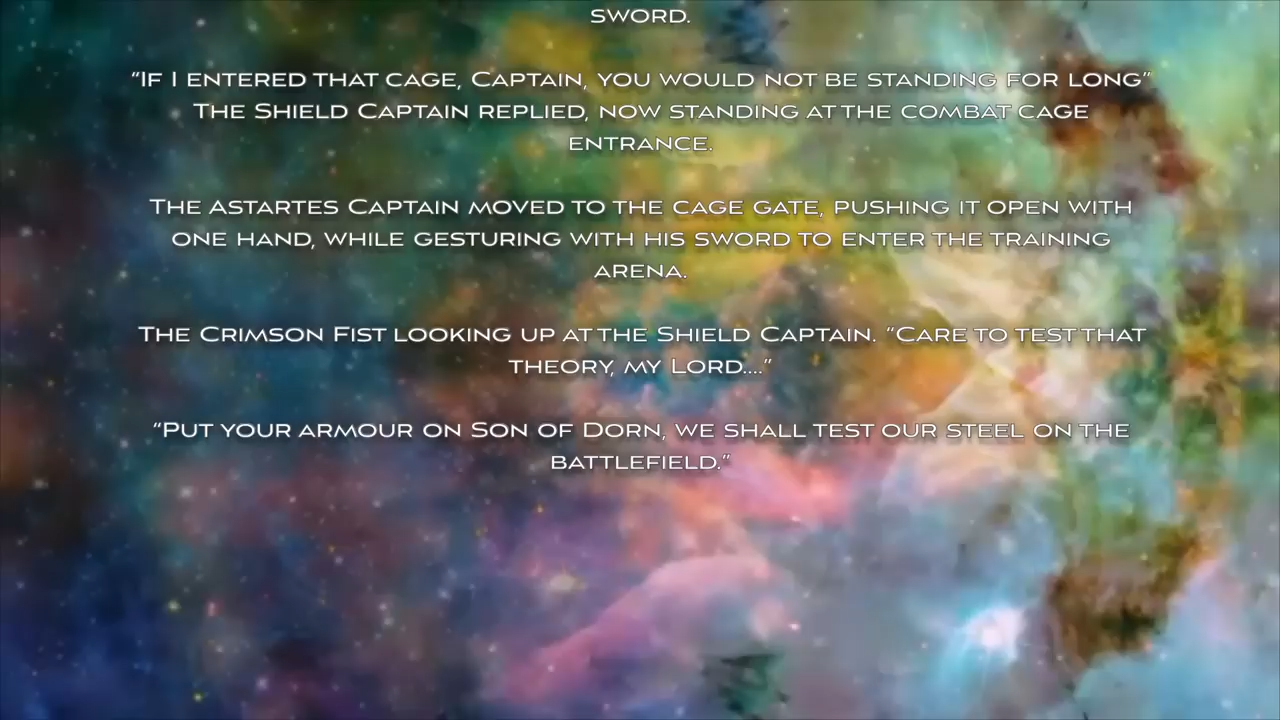 SWORD.
“IF I ENTERED THAT CAGE, CAPTAIN, YOU WOULD NOT BE STANDING FOR LONG”
THE SHIELD CAPTAIN REPLIED, NOW STANDING AT THE COMBAT CAGE
ENTRANCE.
THE ASTARTES CAPTAIN MOVED TO THE CAGE GATE, PUSHING IT OPEN WITH
ONE HAND, WHILE GESTURING WITH HIS SWORD TO ENTER THE TRAINING
ARENA.
THE CRIMSON FIST LOOKING UP AT THE SHIELD CAPTAIN. “CARE TO TEST THAT
THEORY, MY LORD....”
“PUT YOUR ARMOUR ON SON OF DORN, WE SHALL TEST OUR STEEL ON THE
BATTLEFIELD.”